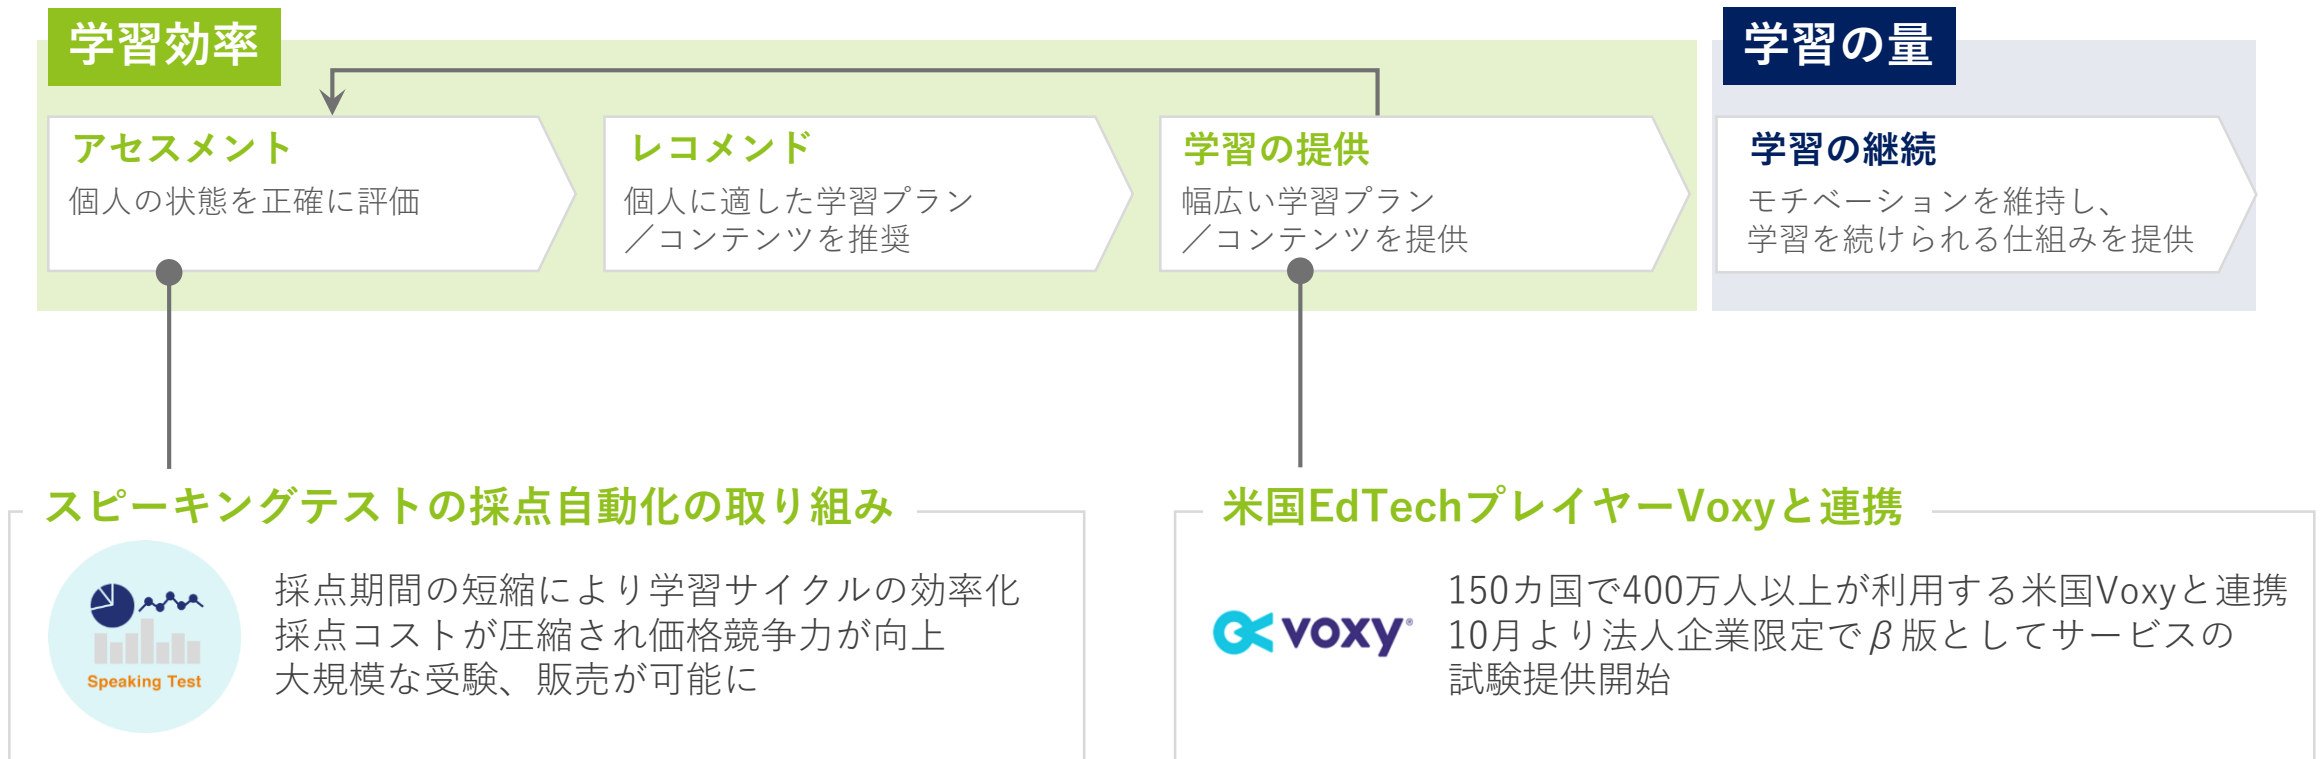 学習効率
学習の量
アセスメント
個人の状態を正確に評価
レコメンド
個人に適した学習プラン
／コンテンツを推奨
学習の提供
幅広い学習プラン
／コンテンツを提供
学習の継続
モチベーションを維持し、
学習を続けられる仕組みを提供
スピーキングテストの採点自動化の取り組み
Speaking Test
採点期間の短縮により学習サイクルの効率化
採点コストが圧縮され価格競争力が向上
大規模な受験、販売が可能に
米国EdTechプレイヤーVoxyと連携
voxy®
150カ国で400万人以上が利用する米国Voxyと連携
10月より法人企業限定でβ版としてサービスの
試験提供開始